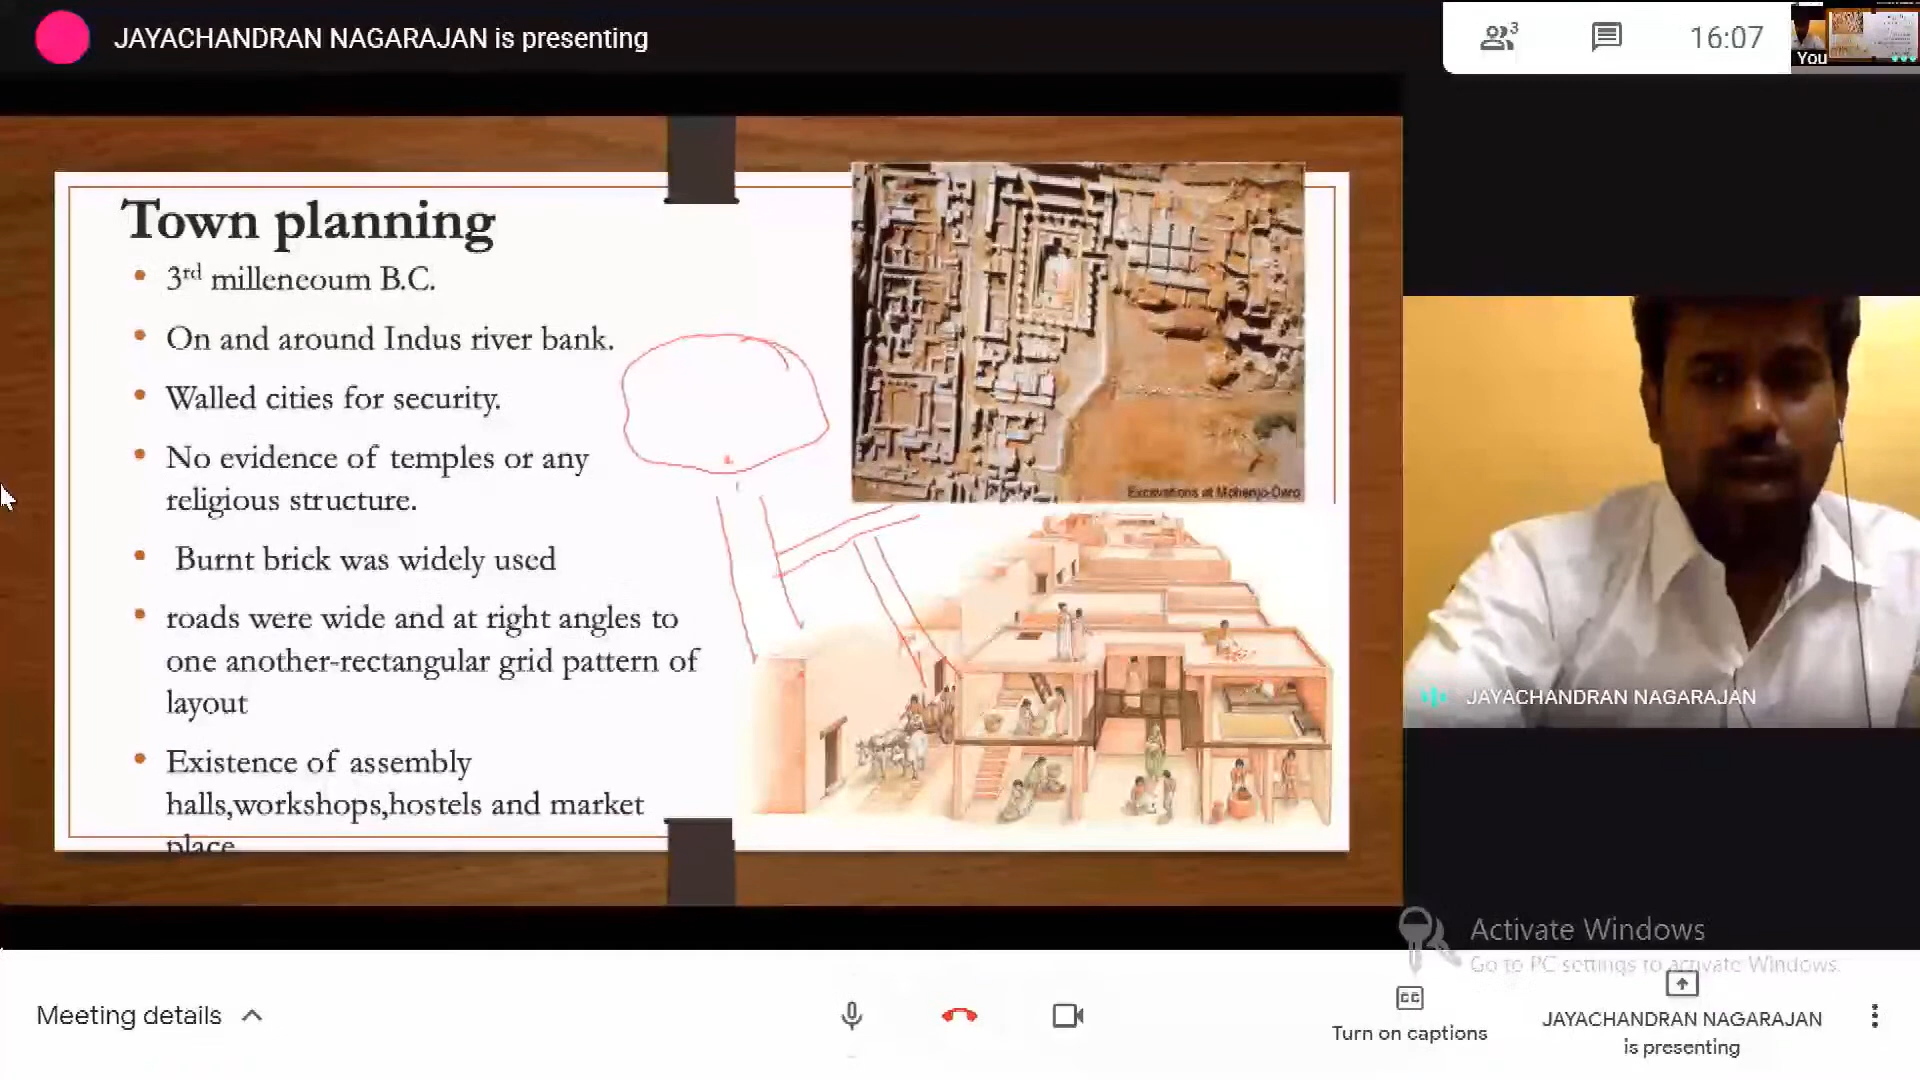 JAYACHANDRAN NAGARAJAN is presenting
3
16:07
You
Town planning
3rd milleneoum B.C.
On and around Indus river bank.
Walled cities for security.
No evidence of temples or any
religious structure.
Burnt brick was widely used
roads were wide and at right angles to
one another-rectangular grid pattern of
layout
Existence of assembly
halls,workshops,hostels and market
place
Excavations at Mohenjo-Daro
JAYACHANDRAN NAGARAJAN
Activate Windows
Go to PC settings to activate Windows.
Meeting details
CC
Turn on captions
JAYACHANDRAN NAGARAJAN
is presenting